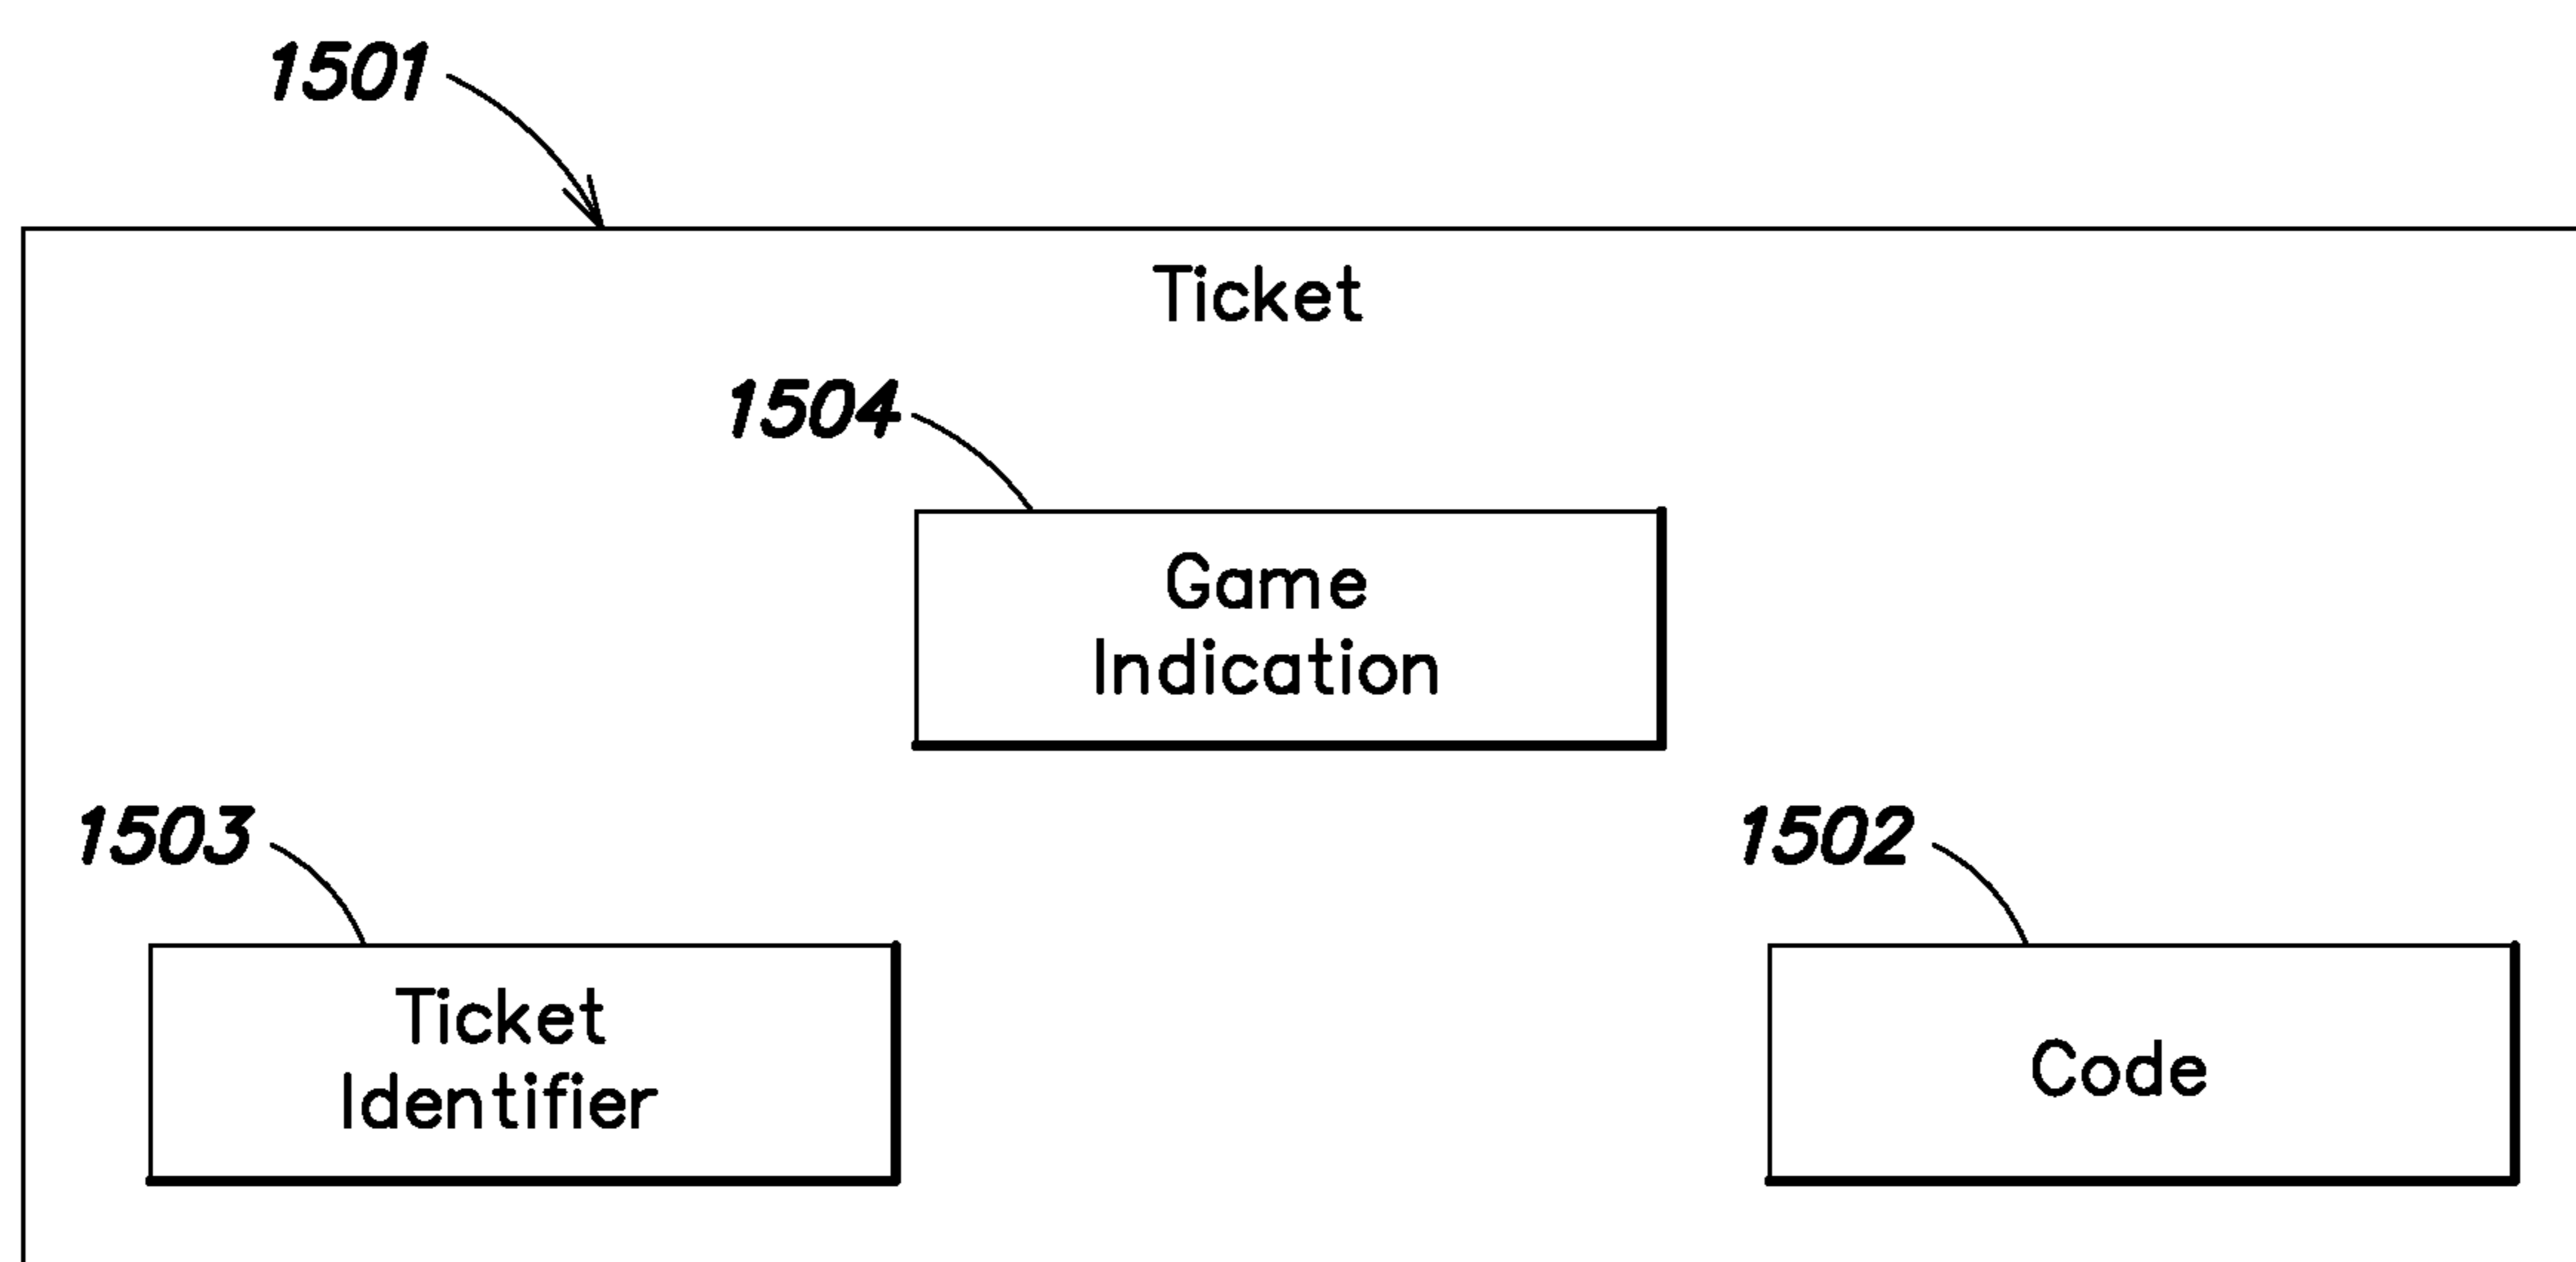 1501
Ticket
1504
Game
Indication
1503
1502
Ticket
Identifier
Code